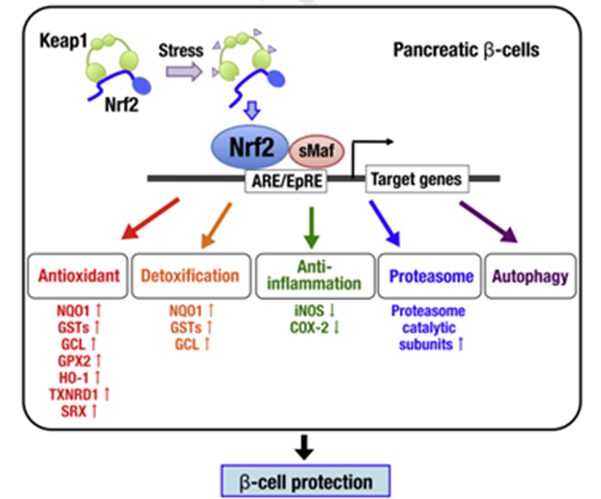 Keap1
Stress
Pancreatic β-cells
Nrf2
Nrf2
sMaf
ARE/EpRE
Target genes
Antioxidant
NQO1 ↑
GSTs ↑
GCL ↑
GPX2 ↑
HO-1 ↑
TXNRD1 ↑
SRX ↑
Detoxification
NQO1 ↑
GSTs ↑
GCL ↑
Anti-
inflammation
iNOS ↓
COX-2 ↓
Proteasome
Proteasome
catalytic
subunits ↑
Autophagy
β-cell protection